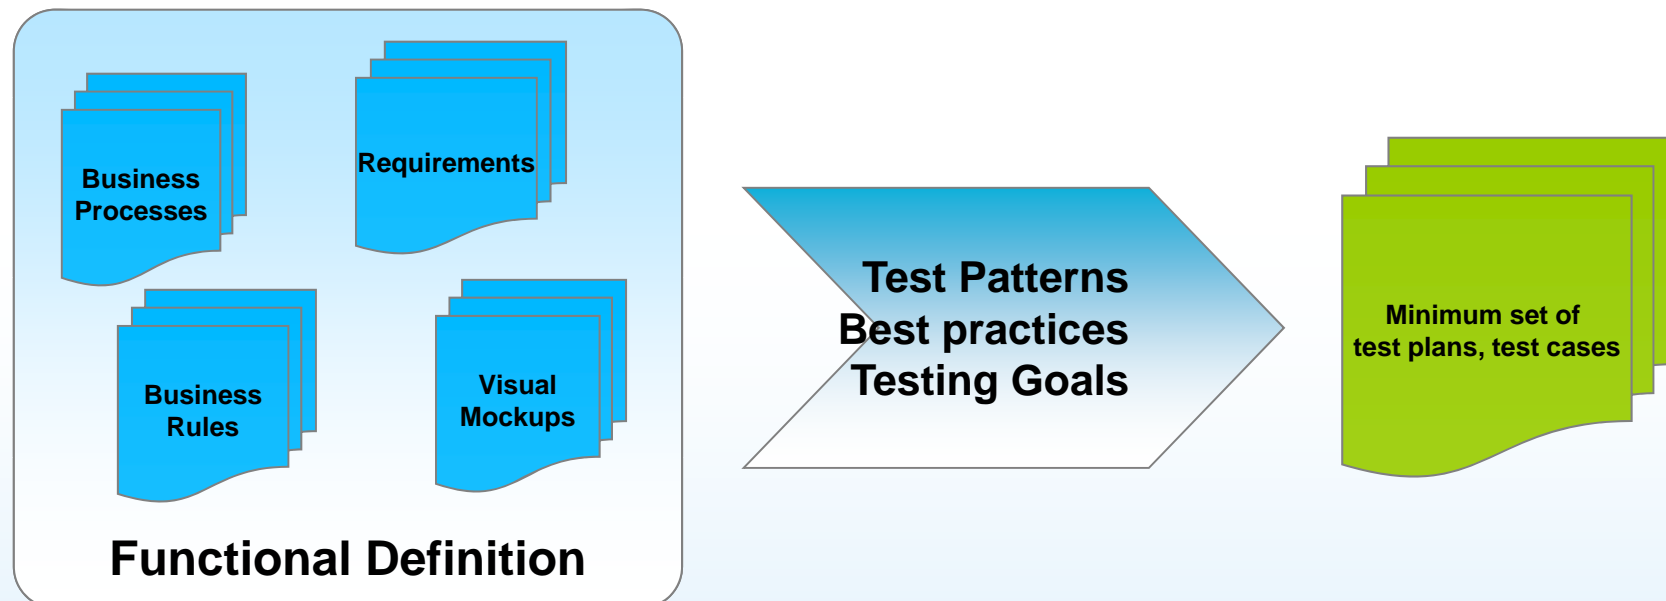 Business
Processes
Requirements
Business
Rules
Visual
Mockups
Functional Definition
Test Patterns
Best practices
Testing Goals
Minimum set of
test plans, test cases